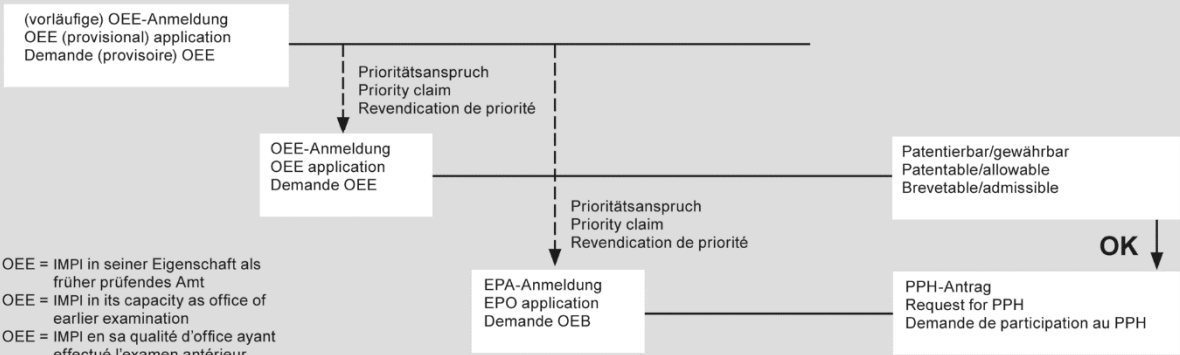 (vorläufige) OEE-Anmeldung
OEE (provisional) application
Demande (provisoire) OEE
Prioritätsanspruch
Priority claim
Revendication de priorité
OEE-Anmeldung
OEE application
Demande OEE
Patentierbar/gewährbar
Patentable/allowable
Brevetable/admissible
Prioritätsanspruch
Priority claim
Revendication de priorité
OK
OEE = IMPI in seiner Eigenschaft als
früher prüfendes Amt
OEE = IMPI in its capacity as office of
earlier examination
OEE = IMPI en sa qualité d'office ayant
effectué l'examen antérieur
EPA-Anmeldung
EPO application
Demande OEB
PPH-Antrag
Request for PPH
Demande de participation au PPH